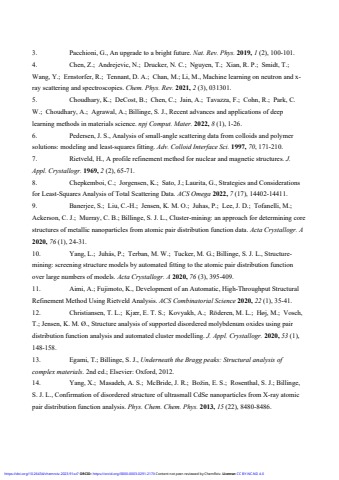 3. Pacchioni, G., An upgrade to a bright future. Nat. Rev. Phys. 2019, 1 (2), 100-101.
4. Chen, Z.; Andrejevic, N.; Drucker, N. C.; Nguyen, T.; Xian, R. P.; Smidt, T.;
Wang, Y.; Ernstorfer, R.; Tennant, D. A.; Chan, M.; Li, M., Machine learning on neutron and x-
ray scattering and spectroscopies. Chem. Phys. Rev. 2021, 2 (3), 031301.
5. Choudhary, K.; DeCost, B.; Chen, C.; Jain, A.; Tavazza, F.; Cohn, R.; Park, C.
W.; Choudhary, A.; Agrawal, A.; Billinge, S. J., Recent advances and applications of deep
learning methods in materials science. npj Comput. Mater. 2022, 8 (1), 1-26.
6. Pedersen, J. S., Analysis of small-angle scattering data from colloids and polymer
solutions: modeling and least-squares fitting. Adv. Colloid Interface Sci. 1997, 70, 171-210.
7. Rietveld, H., A profile refinement method for nuclear and magnetic structures. J.
Appl. Crystallogr. 1969, 2 (2), 65-71.
8. Chepkemboi, C.; Jorgensen, K.; Sato, J.; Laurita, G., Strategies and Considerations
for Least-Squares Analysis of Total Scattering Data. ACS Omega 2022, 7 (17), 14402-14411.
9. Banerjee, S.; Liu, C.-H.; Jensen, K. M. O.; Juhás, P.; Lee, J. D.; Tofanelli, M.;
Ackerson, C. J.; Murray, C. B.; Billinge, S. J. L., Cluster-mining: an approach for determining core
structures of metallic nanoparticles from atomic pair distribution function data. Acta Crystallogr. A
2020, 76 (1), 24-31.
10. Yang, L.; Juhás, P.; Terban, M. W.; Tucker, M. G.; Billinge, S. J. L., Structure-
mining: screening structure models by automated fitting to the atomic pair distribution function
over large numbers of models. Acta Crystallogr. A 2020, 76 (3), 395-409.
11. Aimi, A.; Fujimoto, K., Development of an Automatic, High-Throughput Structural
Refinement Method Using Rietveld Analysis. ACS Combinatorial Science 2020, 22 (1), 35-41.
12. Christiansen, T. L.; Kjær, E. T. S.; Kovyakh, A.; Röderen, M. L.; Høj, M.; Vosch,
T.; Jensen, K. M. Ø., Structure analysis of supported disordered molybdenum oxides using pair
distribution function analysis and automated cluster modelling. J. Appl. Crystallogr. 2020, 53 (1),
148-158.
13. Egami, T.; Billinge, S. J., Underneath the Bragg peaks: Structural analysis of
complex materials. 2nd ed.; Elsevier: Oxford, 2012.
14. Yang, X.; Masadeh, A. S.; McBride, J. R.; Božin, E. S.; Rosenthal, S. J.; Billinge,
S. J. L., Confirmation of disordered structure of ultrasmall CdSe nanoparticles from X-ray atomic
pair distribution function analysis. Phys. Chem. Chem. Phys. 2013, 15 (22), 8480-8486.